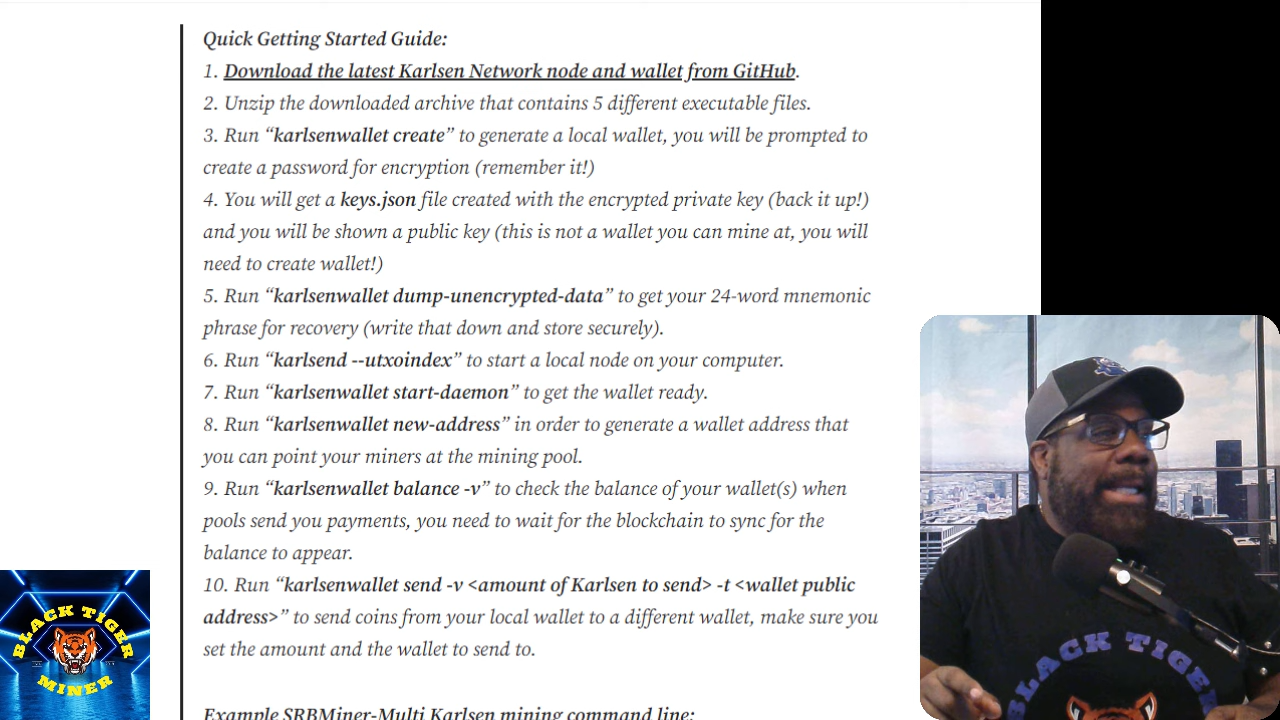 Quick Getting Started Guide:
1. Download the latest Karlsen Network node and wallet from GitHub.
2. Unzip the downloaded archive that contains 5 different executable files.
3. Run “karlsenwallet create” to generate a local wallet, you will be prompted to
create a password for encryption (remember it!)
4. You will get a keys.json file created with the encrypted private key (back it up!)
and you will be shown a public key (this is not a wallet you can mine at, you will
need to create wallet!)
5. Run “karlsenwallet dump-unencrypted-data” to get your 24-word mnemonic
phrase for recovery (write that down and store securely).
6. Run “karlsend --utxoindex” to start a local node on your computer.
7. Run “karlsenwallet start-daemon” to get the wallet ready.
8. Run “karlsenwallet new-address” in order to generate a wallet address that
you can point your miners at the mining pool.
9. Run “karlsenwallet balance -v” to check the balance of your wallet(s) when
pools send you payments, you need to wait for the blockchain to sync for the
balance to appear.
10. Run “karlsenwallet send -v <amount of Karlsen to send> -t <wallet public
address>” to send coins from your local wallet to a different wallet, make sure you
set the amount and the wallet to send to.
Example SRBMiner-Multi Karlsen mining command line:
BLACK TIGER
MINER
BLACK TIGER